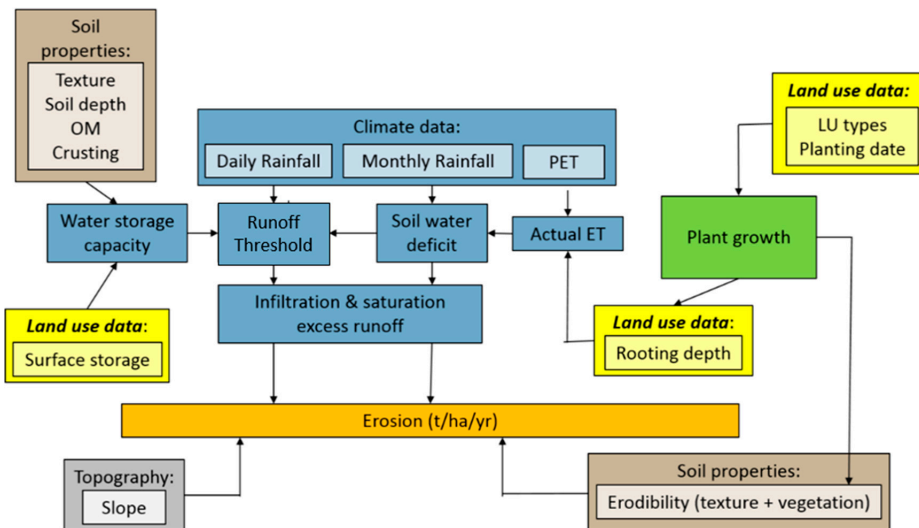 Soil
properties:
Texture
Soil depth
OM
Crusting
Climate data:
Daily Rainfall
Monthly Rainfall
PET
Land use data:
LU types
Planting date
Water storage
capacity
Runoff
Threshold
Soil water
deficit
Actual ET
Plant growth
Infiltration & saturation
excess runoff
Land use data:
Surface storage
Land use data:
Rooting depth
Erosion (t/ha/yr)
Topography:
Slope
Soil properties:
Erodibility (texture + vegetation)